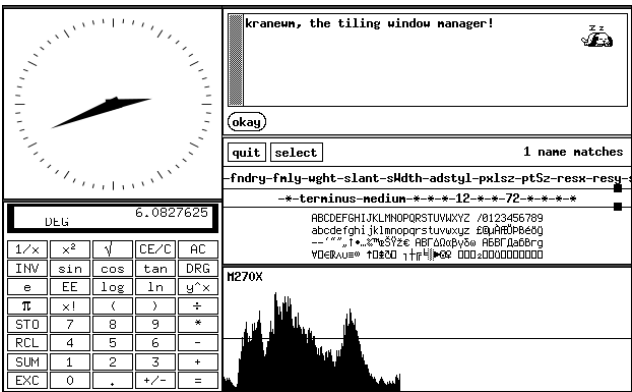 kranewm, the tiling window manager!
z z
okay
quit select 1 name matches
-fndry-fmly-wght-slant-sWdth-adstyl-pxlsz-ptSz-resx-resy-s
-*-terminus-medium-*-*-*-12-*-*-72-*-*-*-*
ABCDEFGHIJKLMNOPQRSTUVWXYZ /0123456789
abcdefghijklmnopqrstuvwxyz
M270X
DEG 6.0827625
1/x x² √ CE/C AC
INV sin cos tan DRG
e EE log ln y^x
π x! ( ) ÷
STO 7 8 9 *
RCL 4 5 6 -
SUM 1 2 3 +
EXC 0 . +/- =